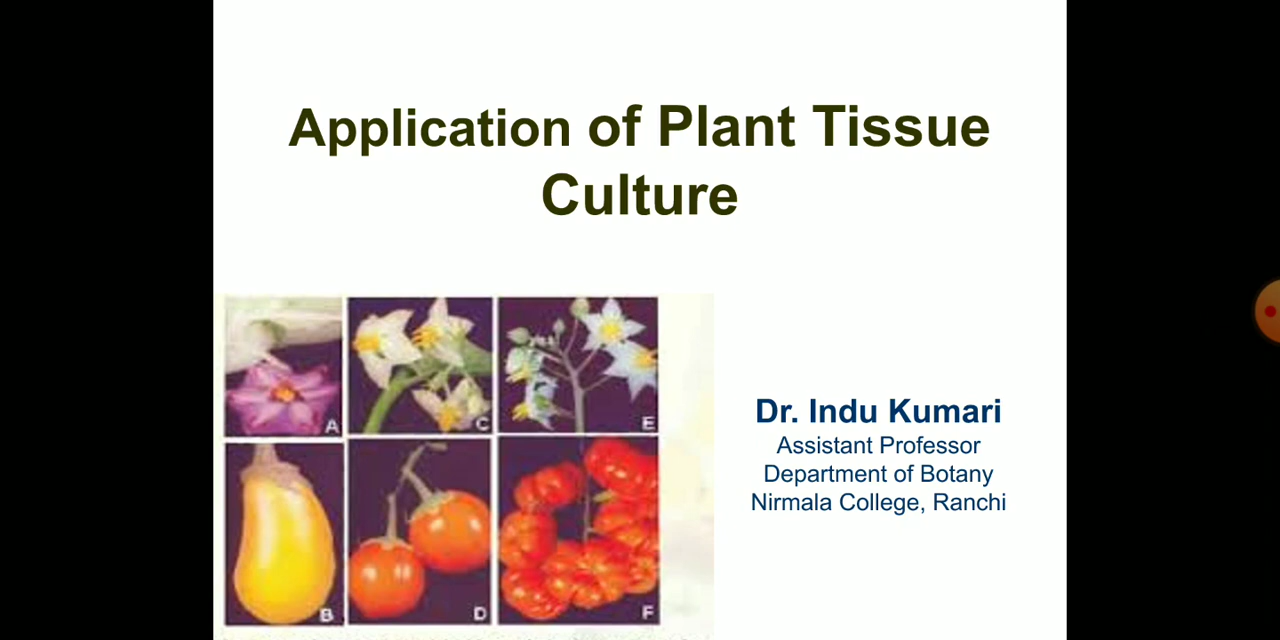 Application of Plant Tissue
Culture
A
C
E
B
D
F
Dr. Indu Kumari
Assistant Professor
Department of Botany
Nirmala College, Ranchi